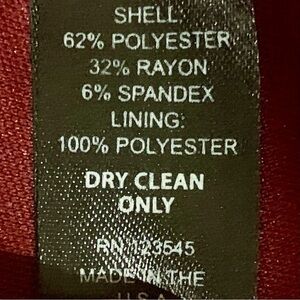 SHELL:
62% POLYESTER
32% RAYON
6% SPANDEX
LINING:
100% POLYESTER
DRY CLEAN
ONLY
RN 123545
MADE IN THE
U.S.A